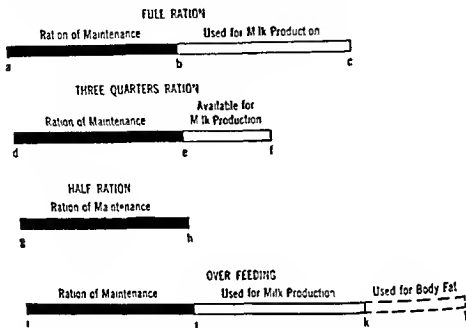 FULL RATION
Ration of Maintenance Used for Milk Production
a b c
THREE QUARTERS RATION
Ration of Maintenance Available for
Milk Production
d e f
HALF RATION
Ration of Maintenance
g h
OVER FEEDING
Ration of Maintenance Used for Milk Production Used for Body Fat
i j k l